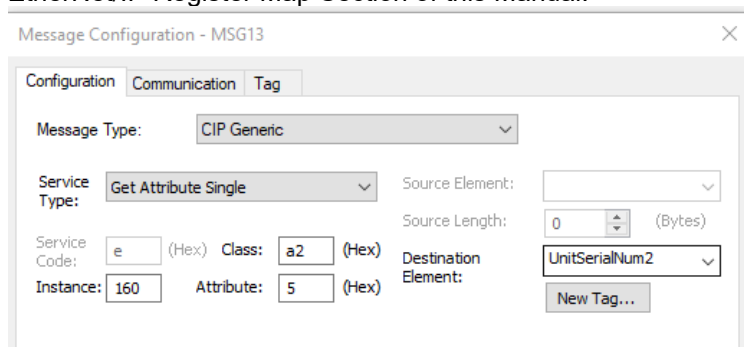 Message Configuration - MSG13
Configuration Communication Tag
Message Type: CIP Generic
Service Type: Get Attribute Single
Source Element:
Source Length: 0 (Bytes)
Service Code: e (Hex) Class: a2 (Hex)
Destination Element: UnitSerialNum2
Instance: 160 Attribute: 5 (Hex)
New Tag...